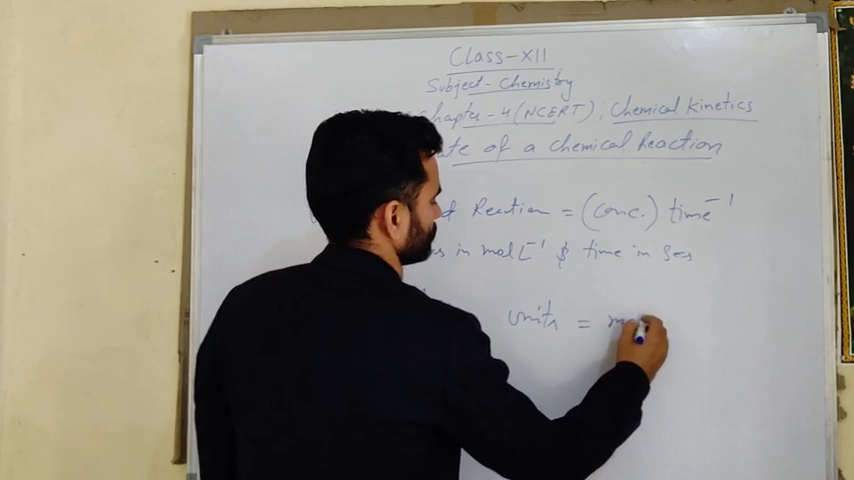 Class-XII
Subject-Chemistry
Chapter-4 (NCERT); Chemical Kinetics
of a chemical Reaction
Reaction = (conc.) time⁻¹
in mol L⁻¹ & time in secs
units = m